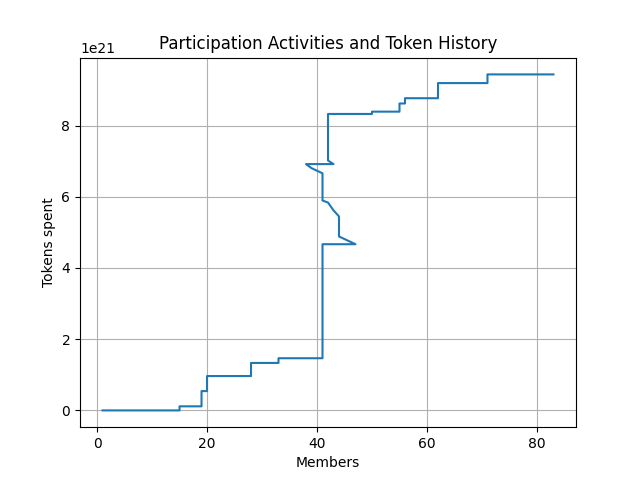 Participation Activities and Token History
1e21
8
6
4
2
0
Tokens spent
0 20 40 60 80
Members